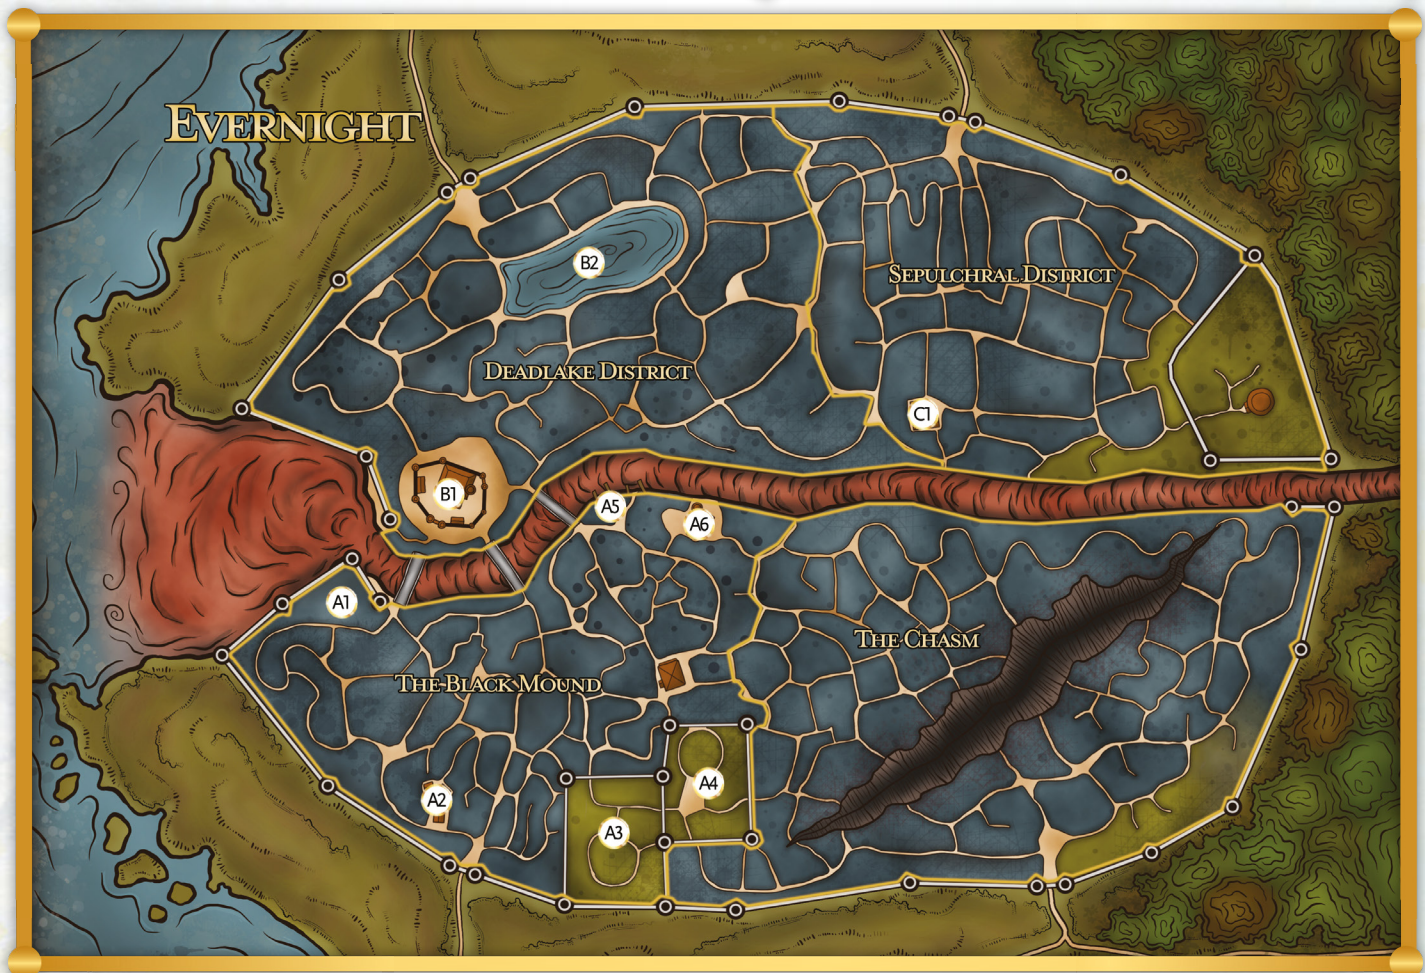 EVERNIGHT
B2
SEPULCHRAL DISTRICT
DEADLAKE DISTRICT
C1
B1
A5
A6
A1
THE CHASM
THE BLACK MOUND
A4
A2
A3